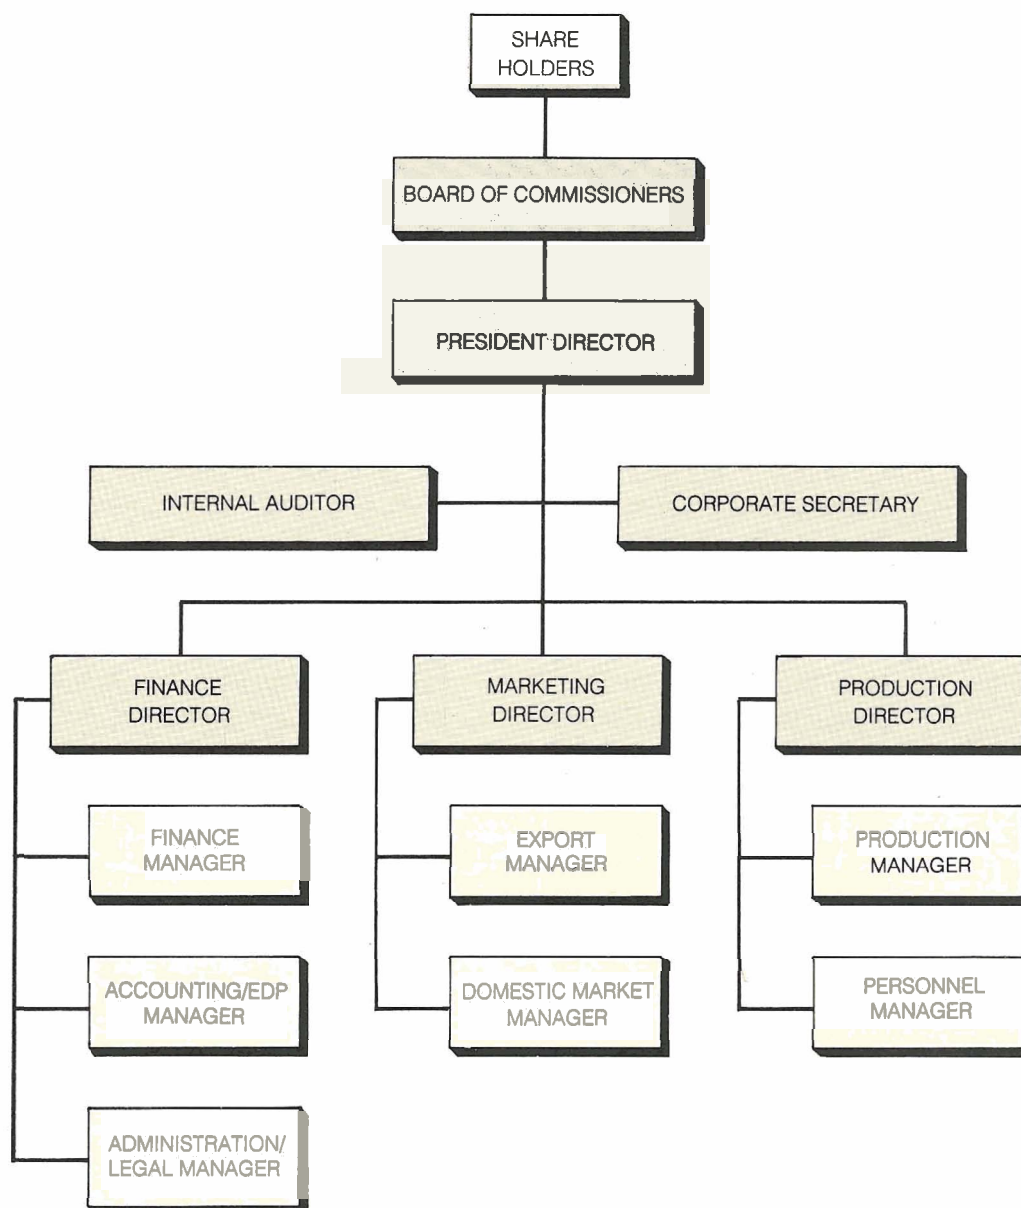 SHARE
HOLDERS
BOARD OF COMMISSIONERS
PRESIDENT DIRECTOR
INTERNAL AUDITOR
CORPORATE SECRETARY
FINANCE
DIRECTOR
MARKETING
DIRECTOR
PRODUCTION
DIRECTOR
FINANCE
MANAGER
EXPORT
MANAGER
PRODUCTION
MANAGER
ACCOUNTING/EDP
MANAGER
DOMESTIC MARKET
MANAGER
PERSONNEL
MANAGER
ADMINISTRATION/
LEGAL MANAGER